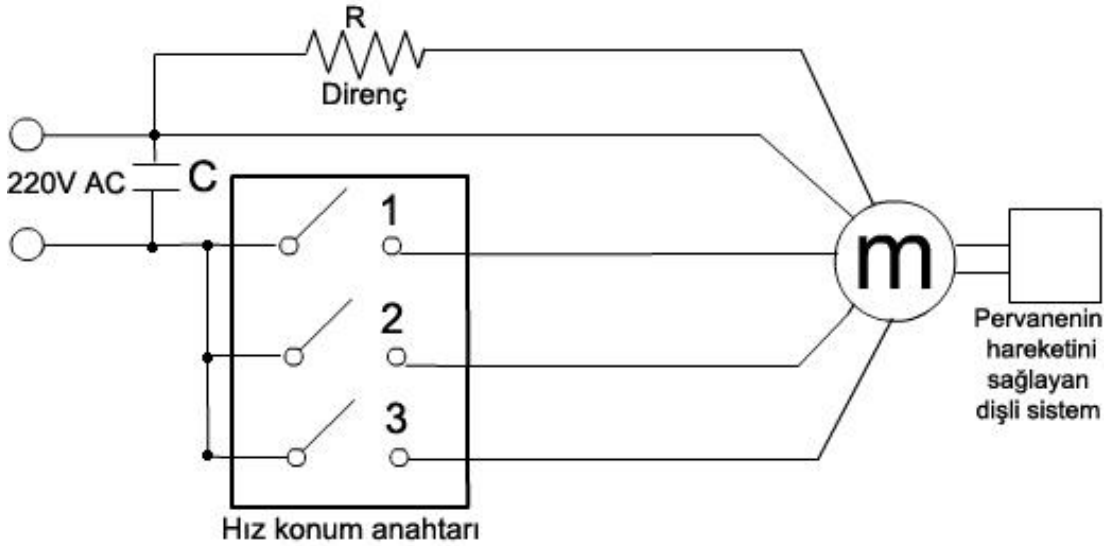 R
Direnç
220V AC
C
1
2
3
m
Pervanenin
hareketini
sağlayan
dişli sistem
Hız konum anahtarı